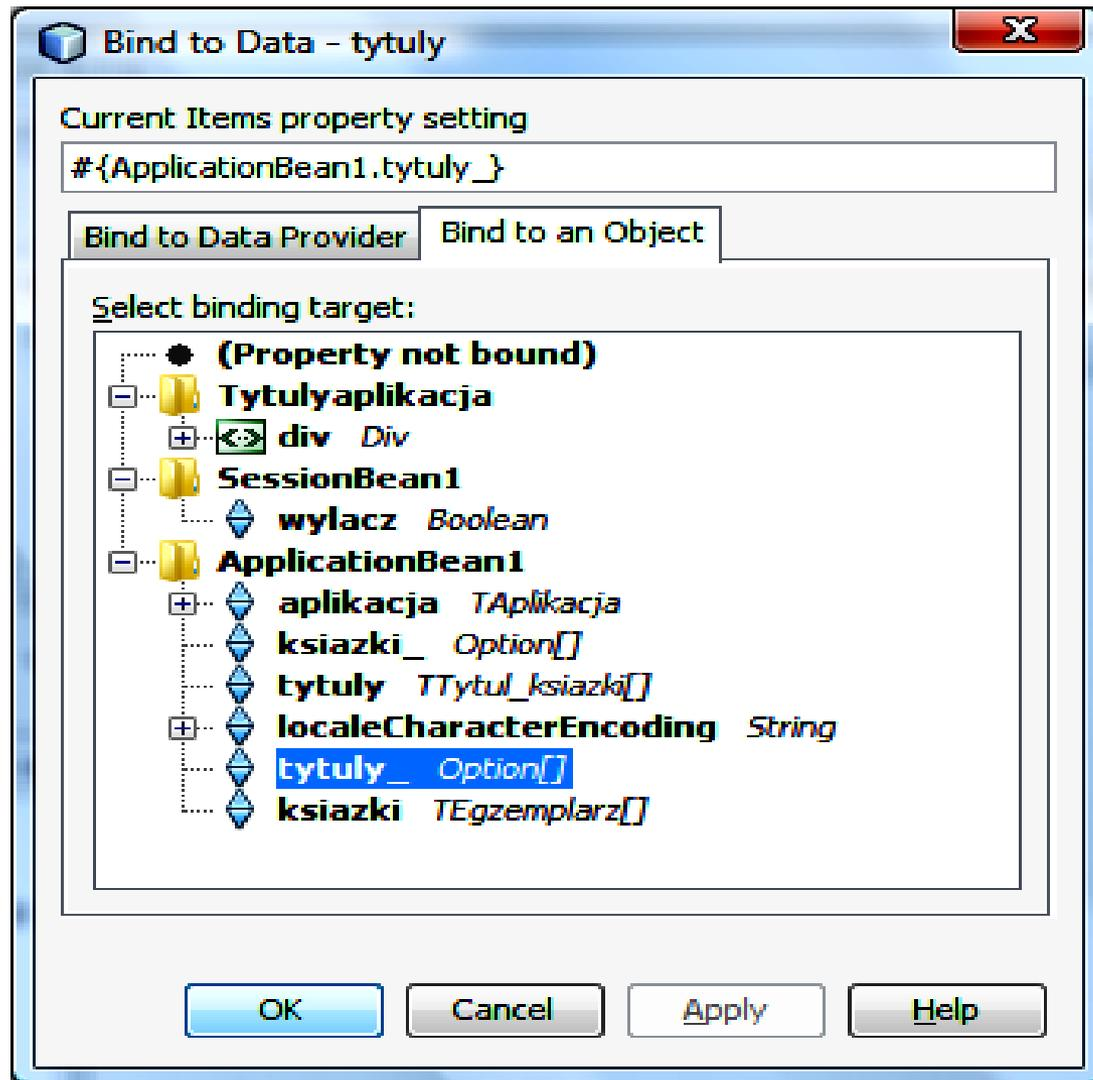 Bind to Data - tytuly
Current Items property setting
#{ApplicationBean1.tytuly_}
Bind to Data Provider
Bind to an Object
Select binding target:
(Property not bound)
Tytulyaplikacja
div Div
SessionBean1
wylacz Boolean
ApplicationBean1
aplikacja TAplikacja
ksiazki_ Option[]
tytuly TTytul_ksiazki[]
localeCharacterEncoding String
tytuly_ Option[]
ksiazki TEgzemplarz[]
OK Cancel Apply Help